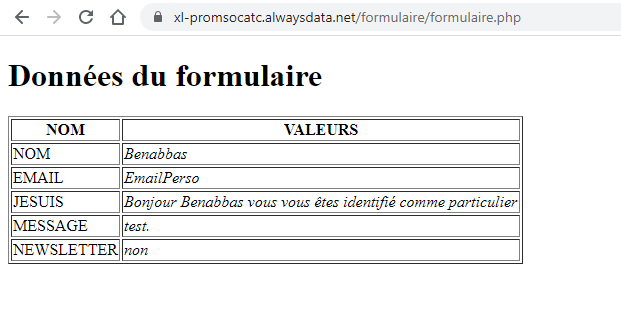 xl-promsocatc.alwaysdata.net/formulaire/formulaire.php
Données du formulaire
NOM VALEURS
NOM Benabbas
EMAIL EmailPerso
JESUIS Bonjour Benabbas vous vous êtes identifié comme particulier
MESSAGE test.
NEWSLETTER non